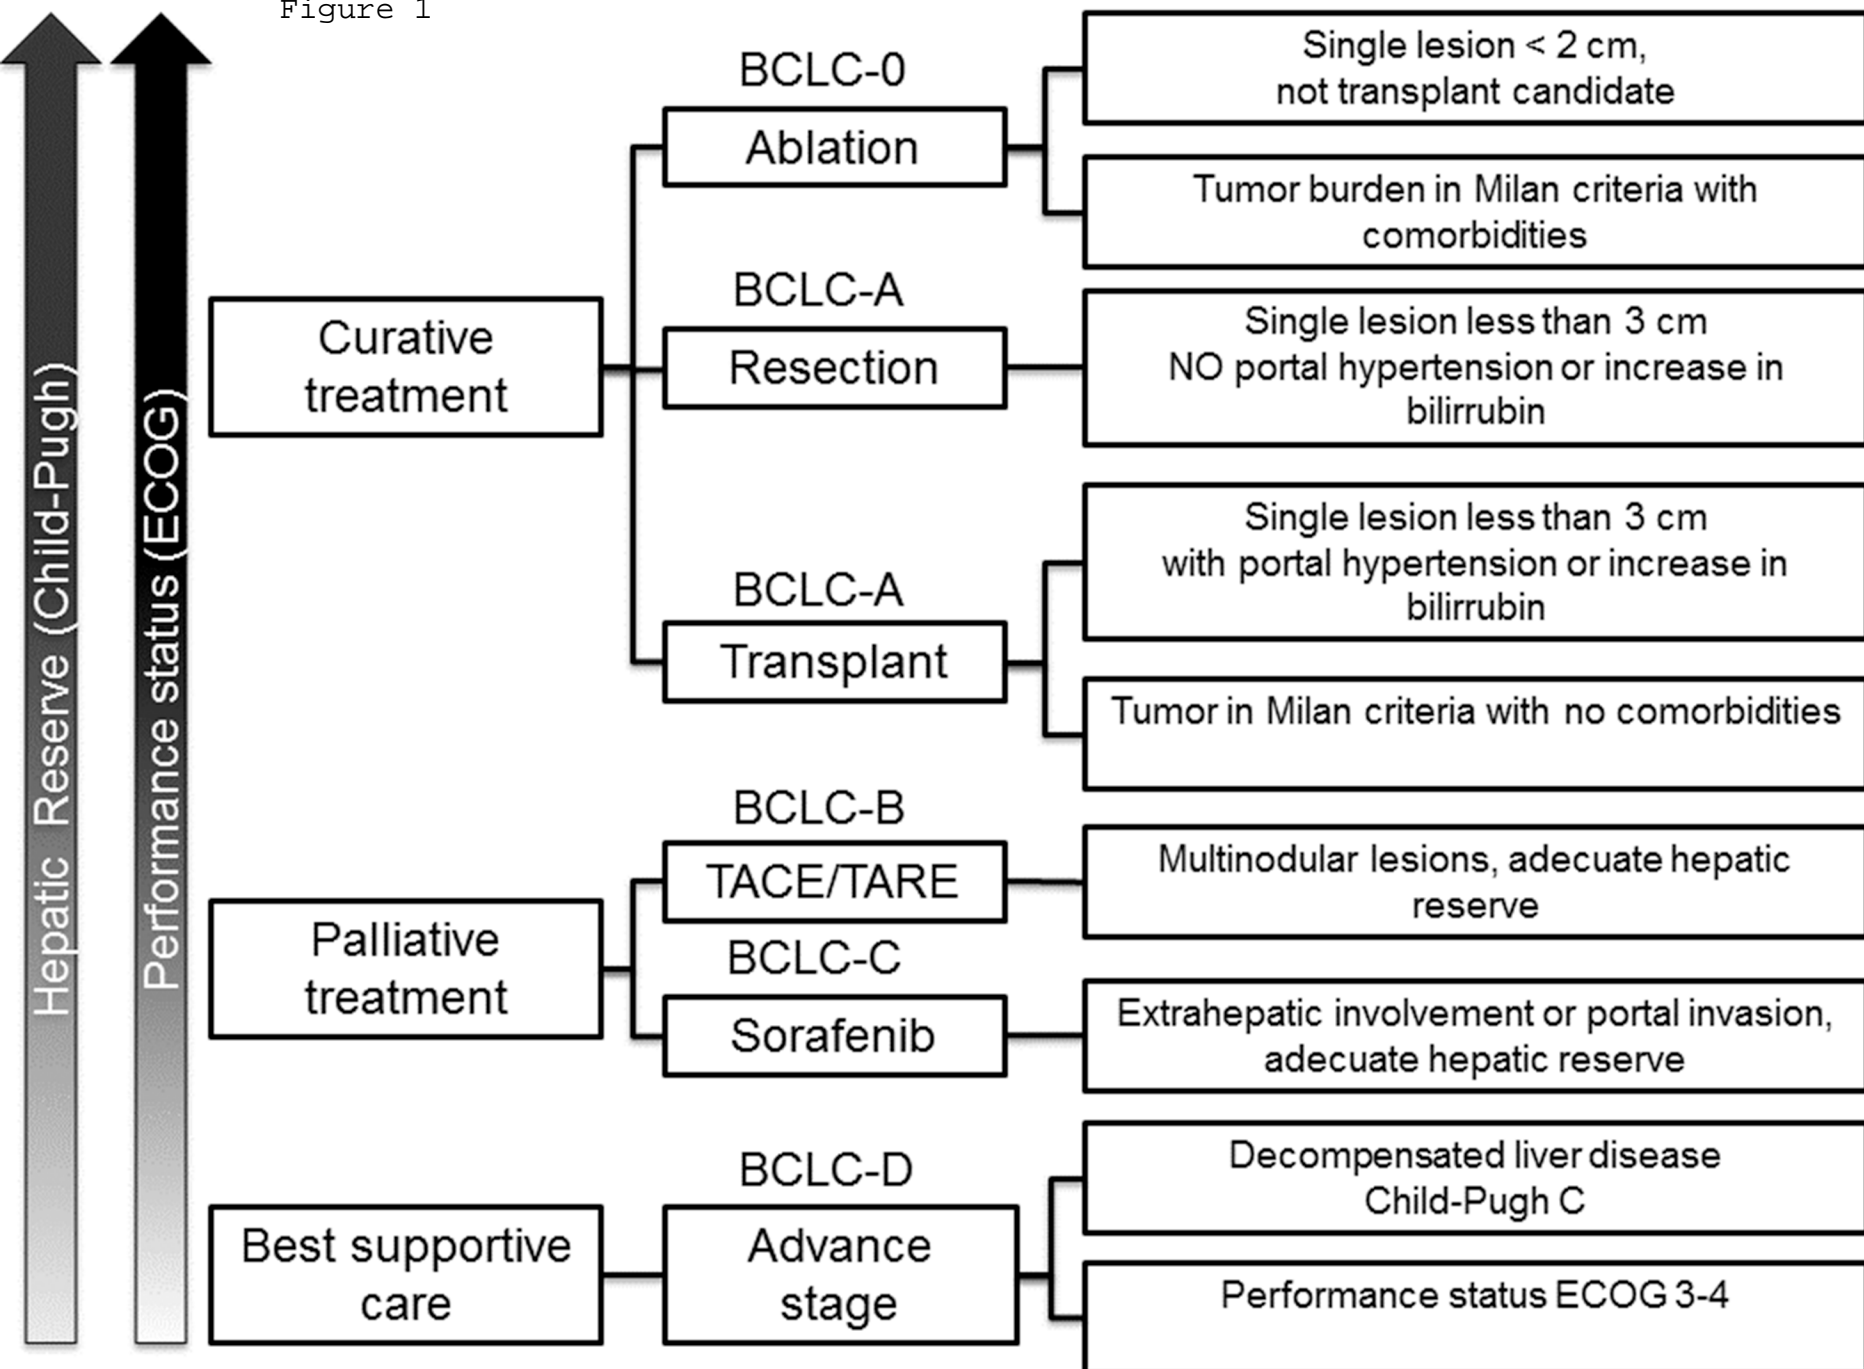 Figure 1
Hepatic Reserve (Child-Pugh)
Performance status (ECOG)
Curative
treatment
BCLC-0
Ablation
Single lesion < 2 cm,
not transplant candidate
Tumor burden in Milan criteria with
comorbidities
BCLC-A
Resection
Single lesion less than 3 cm
NO portal hypertension or increase in
bilirrubin
BCLC-A
Transplant
Single lesion less than 3 cm
with portal hypertension or increase in
bilirrubin
Tumor in Milan criteria with no comorbidities
Palliative
treatment
BCLC-B
TACE/TARE
Multinodular lesions, adecuate hepatic
reserve
BCLC-C
Sorafenib
Extrahepatic involvement or portal invasion,
adecuate hepatic reserve
Best supportive
care
BCLC-D
Advance
stage
Decompensated liver disease
Child-Pugh C
Performance status ECOG 3-4